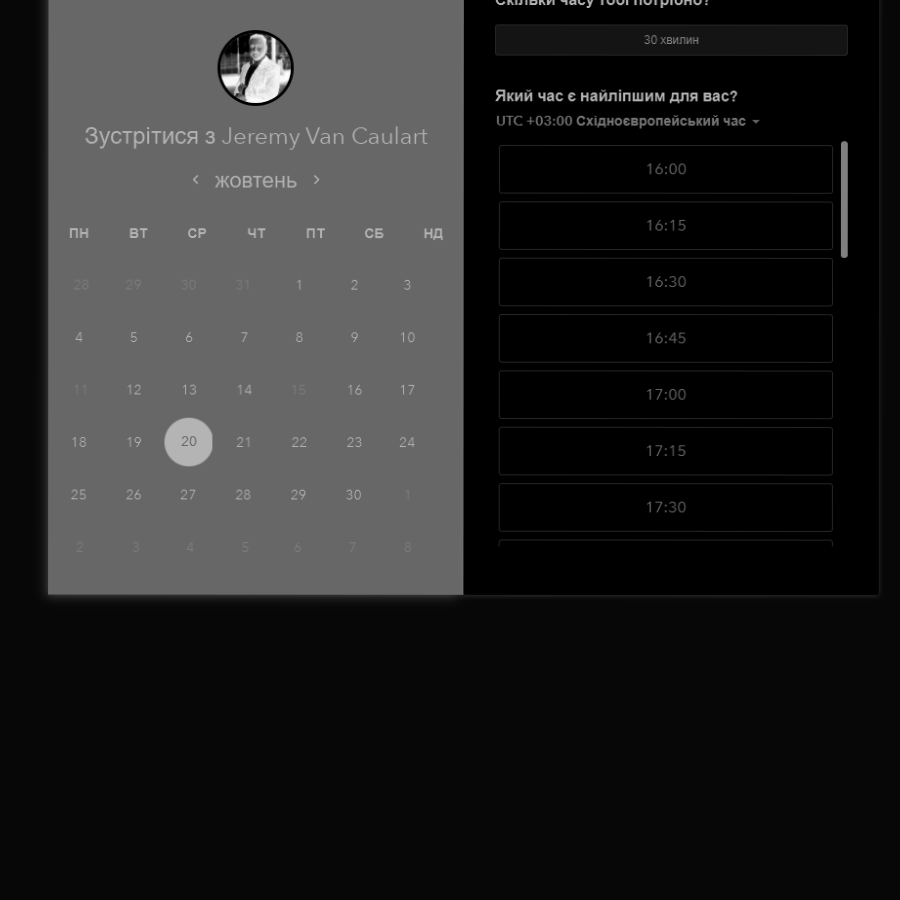 Зустрітися з Jeremy Van Caulart
жовтень
ПН ВТ СР ЧТ ПТ СБ НД
28 29 30 31 1 2 3
4 5 6 7 8 9 10
11 12 13 14 15 16 17
18 19 20 21 22 23 24
25 26 27 28 29 30 1
2 3 4 5 6 7 8
Скільки часу тобі потрібно?
30 хвилин
Який час є найліпшим для вас?
UTC +03:00 Східноєвропейський час
16:00
16:15
16:30
16:45
17:00
17:15
17:30